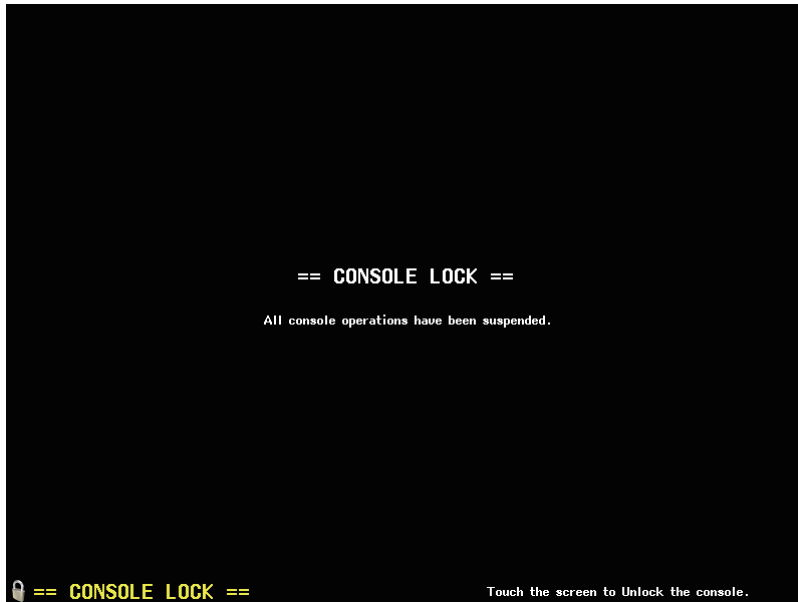 == CONSOLE LOCK ==
All console operations have been suspended.
== CONSOLE LOCK ==
Touch the screen to Unlock the console.